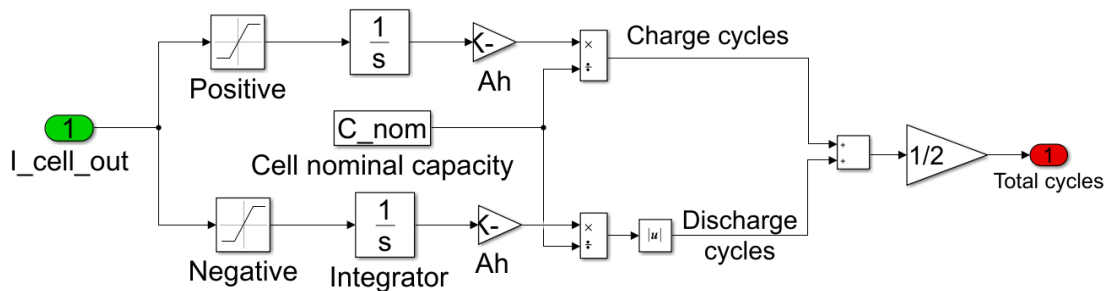 1
s
×
÷
Charge cycles
Positive
K-
Ah
1
I_cell_out
C_nom
Cell nominal capacity
+
+
1/2
1
Total cycles
Negative
1
s
Integrator
K-
Ah
×
÷
|u|
Discharge
cycles